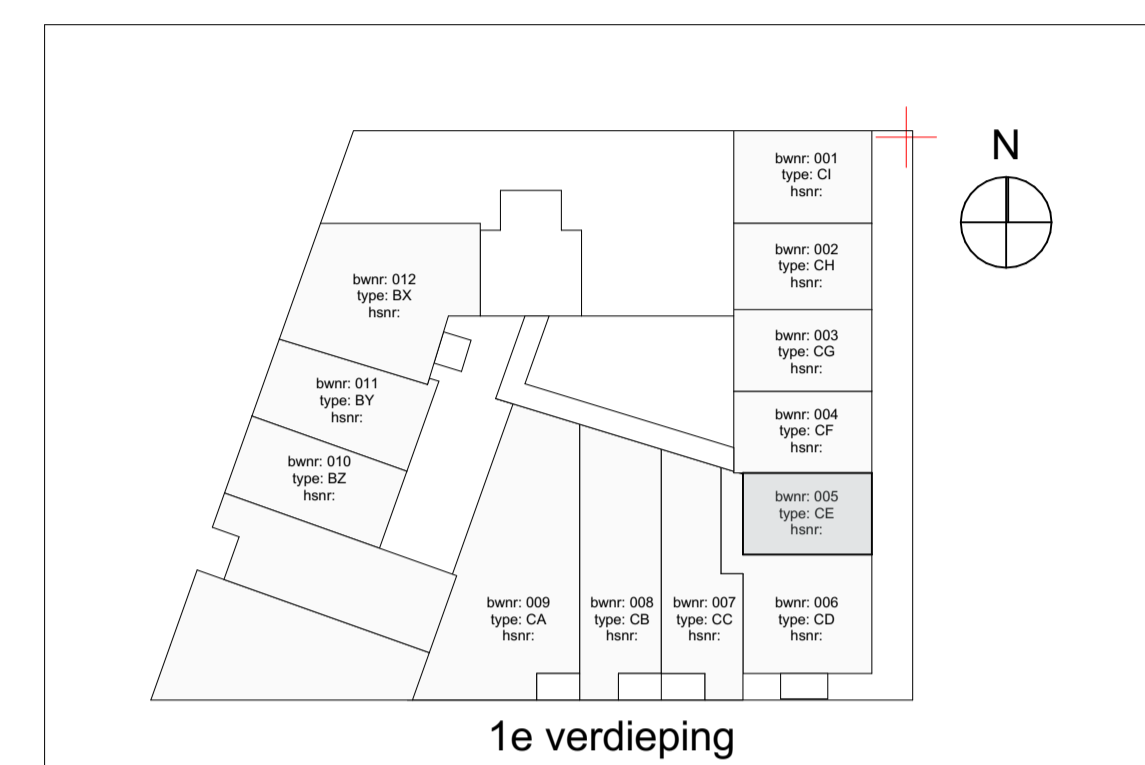 N
bwnr: 001
type: CI
hsnr:
bwnr: 002
type: CH
hsnr:
bwnr: 012
type: BX
hsnr:
bwnr: 003
type: CG
hsnr:
bwnr: 011
type: BY
hsnr:
bwnr: 004
type: CF
hsnr:
bwnr: 010
type: BZ
hsnr:
bwnr: 005
type: CE
hsnr:
bwnr: 009
type: CA
hsnr:
bwnr: 008
type: CB
hsnr:
bwnr: 007
type: CC
hsnr:
bwnr: 006
type: CD
hsnr:
1e verdieping